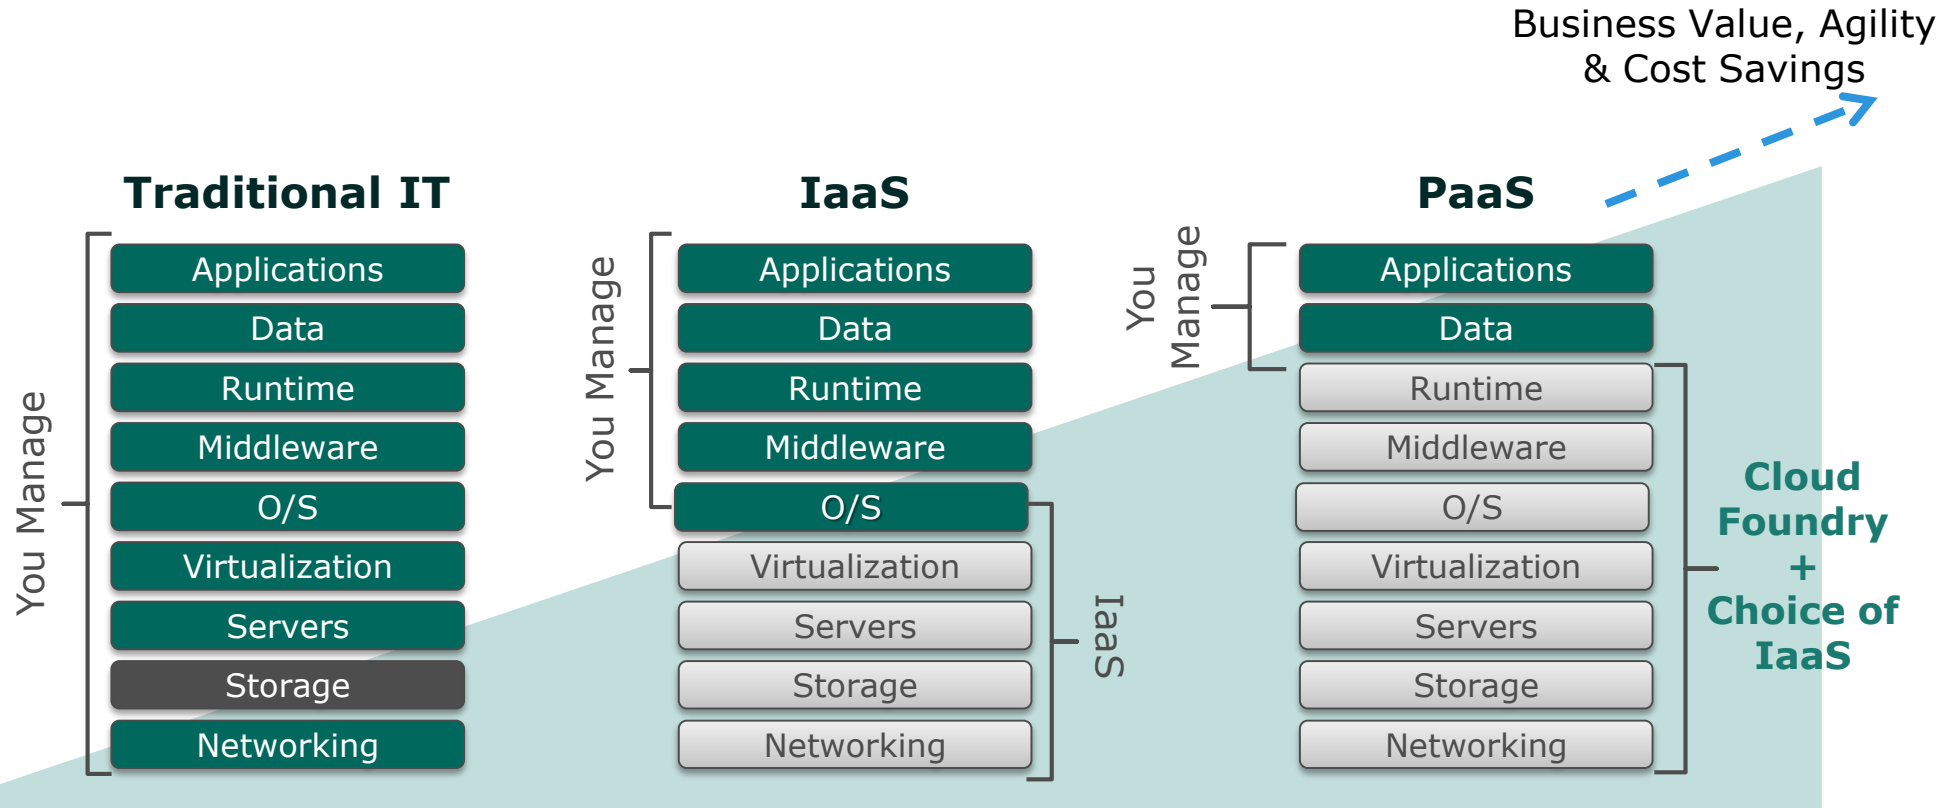 Business Value, Agility
& Cost Savings
Traditional IT
You Manage
Applications
Data
Runtime
Middleware
O/S
Virtualization
Servers
Storage
Networking
IaaS
You Manage
Applications
Data
Runtime
Middleware
O/S
Virtualization
Servers
Storage
Networking
IaaS
PaaS
You
Manage
Applications
Data
Runtime
Middleware
O/S
Virtualization
Servers
Storage
Networking
Cloud
Foundry
+
Choice of
IaaS